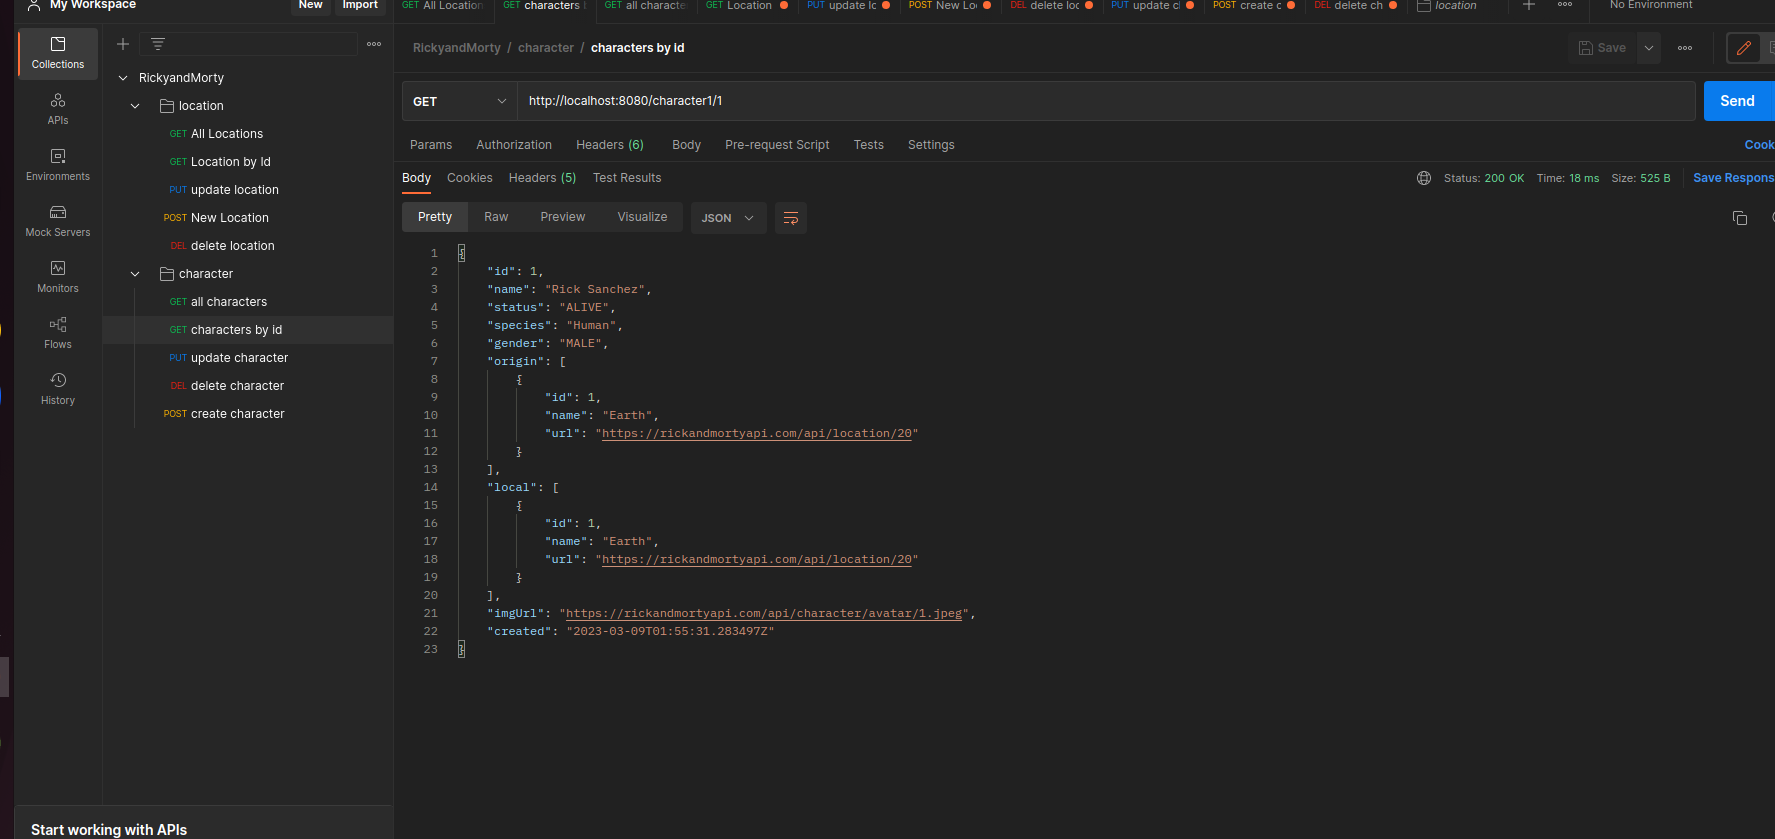 My Workspace
New
Import
GET All Location
GET characters
GET all characte
GET Location
PUT update lc
POST New Lo
DEL delete loc
PUT update cl
POST create c
DEL delete ch
location
No Environment
Collections
APIs
Environments
Mock Servers
Monitors
Flows
History
RickyandMorty
location
GET All Locations
GET Location by Id
PUT update location
POST New Location
DEL delete location
character
GET all characters
GET characters by id
PUT update character
DEL delete character
POST create character
Start working with APIs
RickyandMorty / character / characters by id
Save
GET
http://localhost:8080/character1/1
Send
Params
Authorization
Headers (6)
Body
Pre-request Script
Tests
Settings
Cook
Body
Cookies
Headers (5)
Test Results
Status: 200 OK
Time: 18 ms
Size: 525 B
Save Respons
Pretty
Raw
Preview
Visualize
JSON
1 {
2 "id": 1,
3 "name": "Rick Sanchez",
4 "status": "ALIVE",
5 "species": "Human",
6 "gender": "MALE",
7 "origin": [
8 {
9 "id": 1,
10 "name": "Earth",
11 "url": "https://rickandmortyapi.com/api/location/20"
12 }
13 ],
14 "local": [
15 {
16 "id": 1,
17 "name": "Earth",
18 "url": "https://rickandmortyapi.com/api/location/20"
19 }
20 ],
21 "imgUrl": "https://rickandmortyapi.com/api/character/avatar/1.jpeg",
22 "created": "2023-03-09T01:55:31.283497Z"
23 }